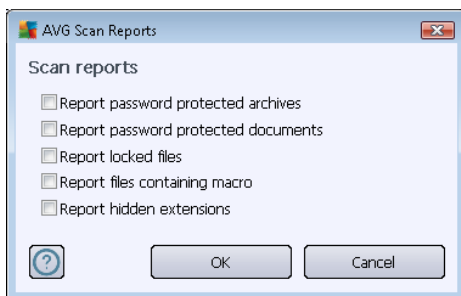 AVG Scan Reports
Scan reports
Report password protected archives
Report password protected documents
Report locked files
Report files containing macro
Report hidden extensions
? OK Cancel